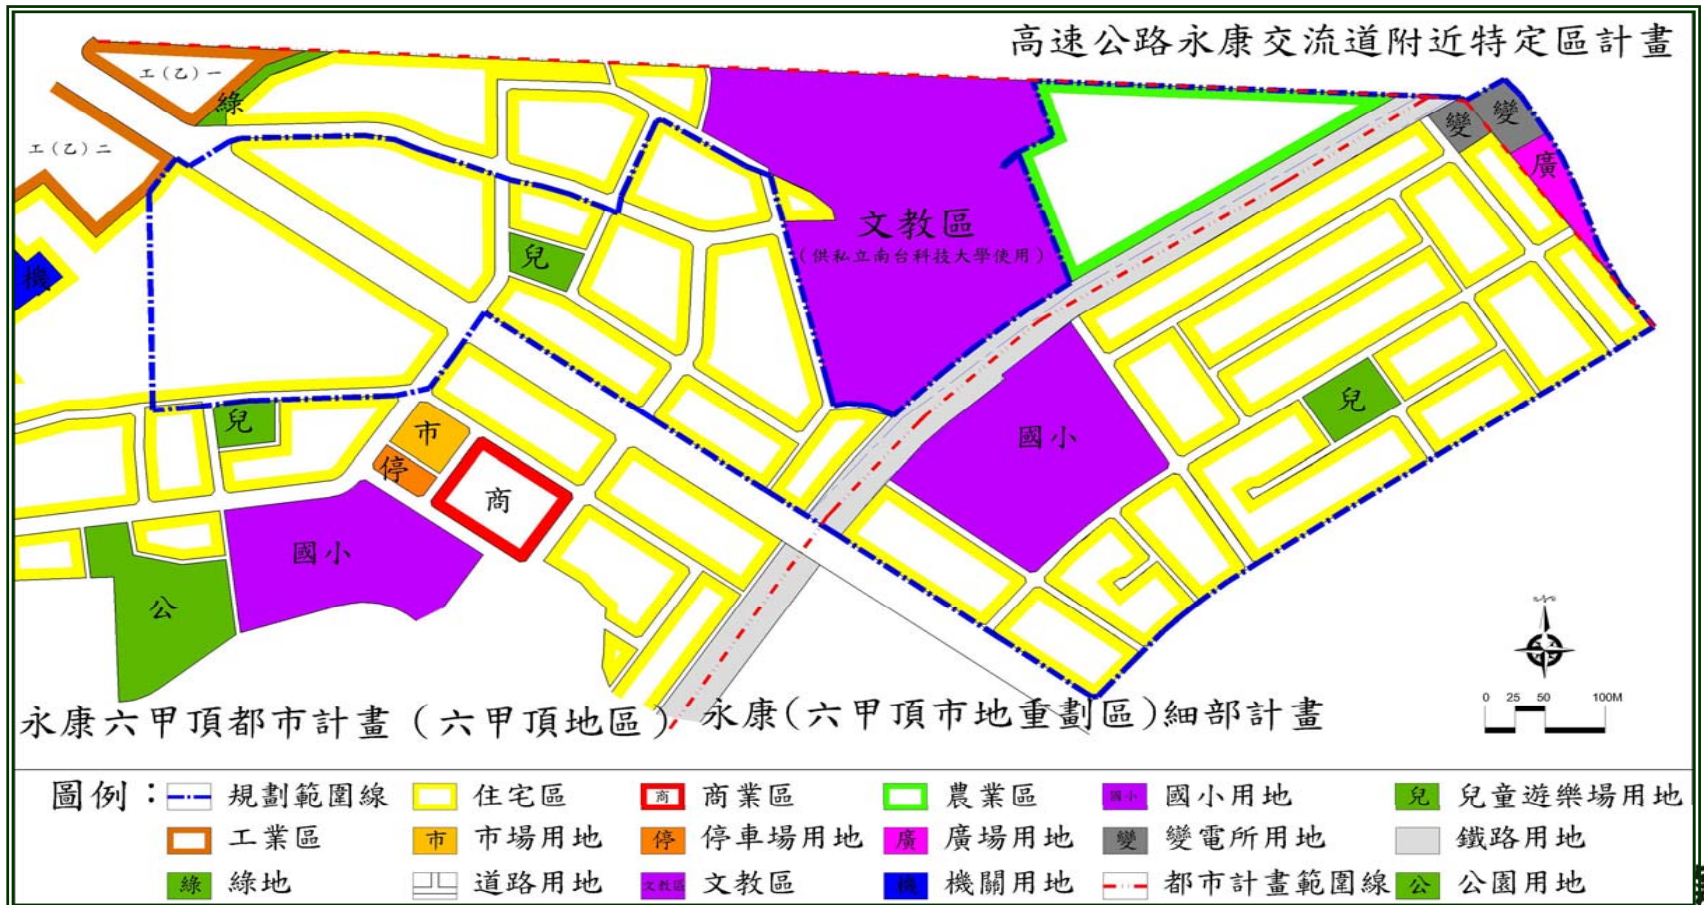 高速公路永康交流道附近特定區計畫
工(乙)一
綠
變
變
工(乙)二
廣
文教區
(供私立南台科技大學使用)
兒
機
兒
兒
市
國小
停
商
國小
公
0 25 50 100M
永康六甲頂都市計畫(六甲頂地區)
永康(六甲頂市地重劃區)細部計畫
圖例：
規劃範圍線
住宅區
商 商業區
農業區
國小 國小用地
兒 兒童遊樂場用地
工業區
市 市場用地
停 停車場用地
廣 廣場用地
變 變電所用地
鐵路用地
綠 綠地
道路用地
文教區 文教區
機 機關用地
都市計畫範圍線
公 公園用地